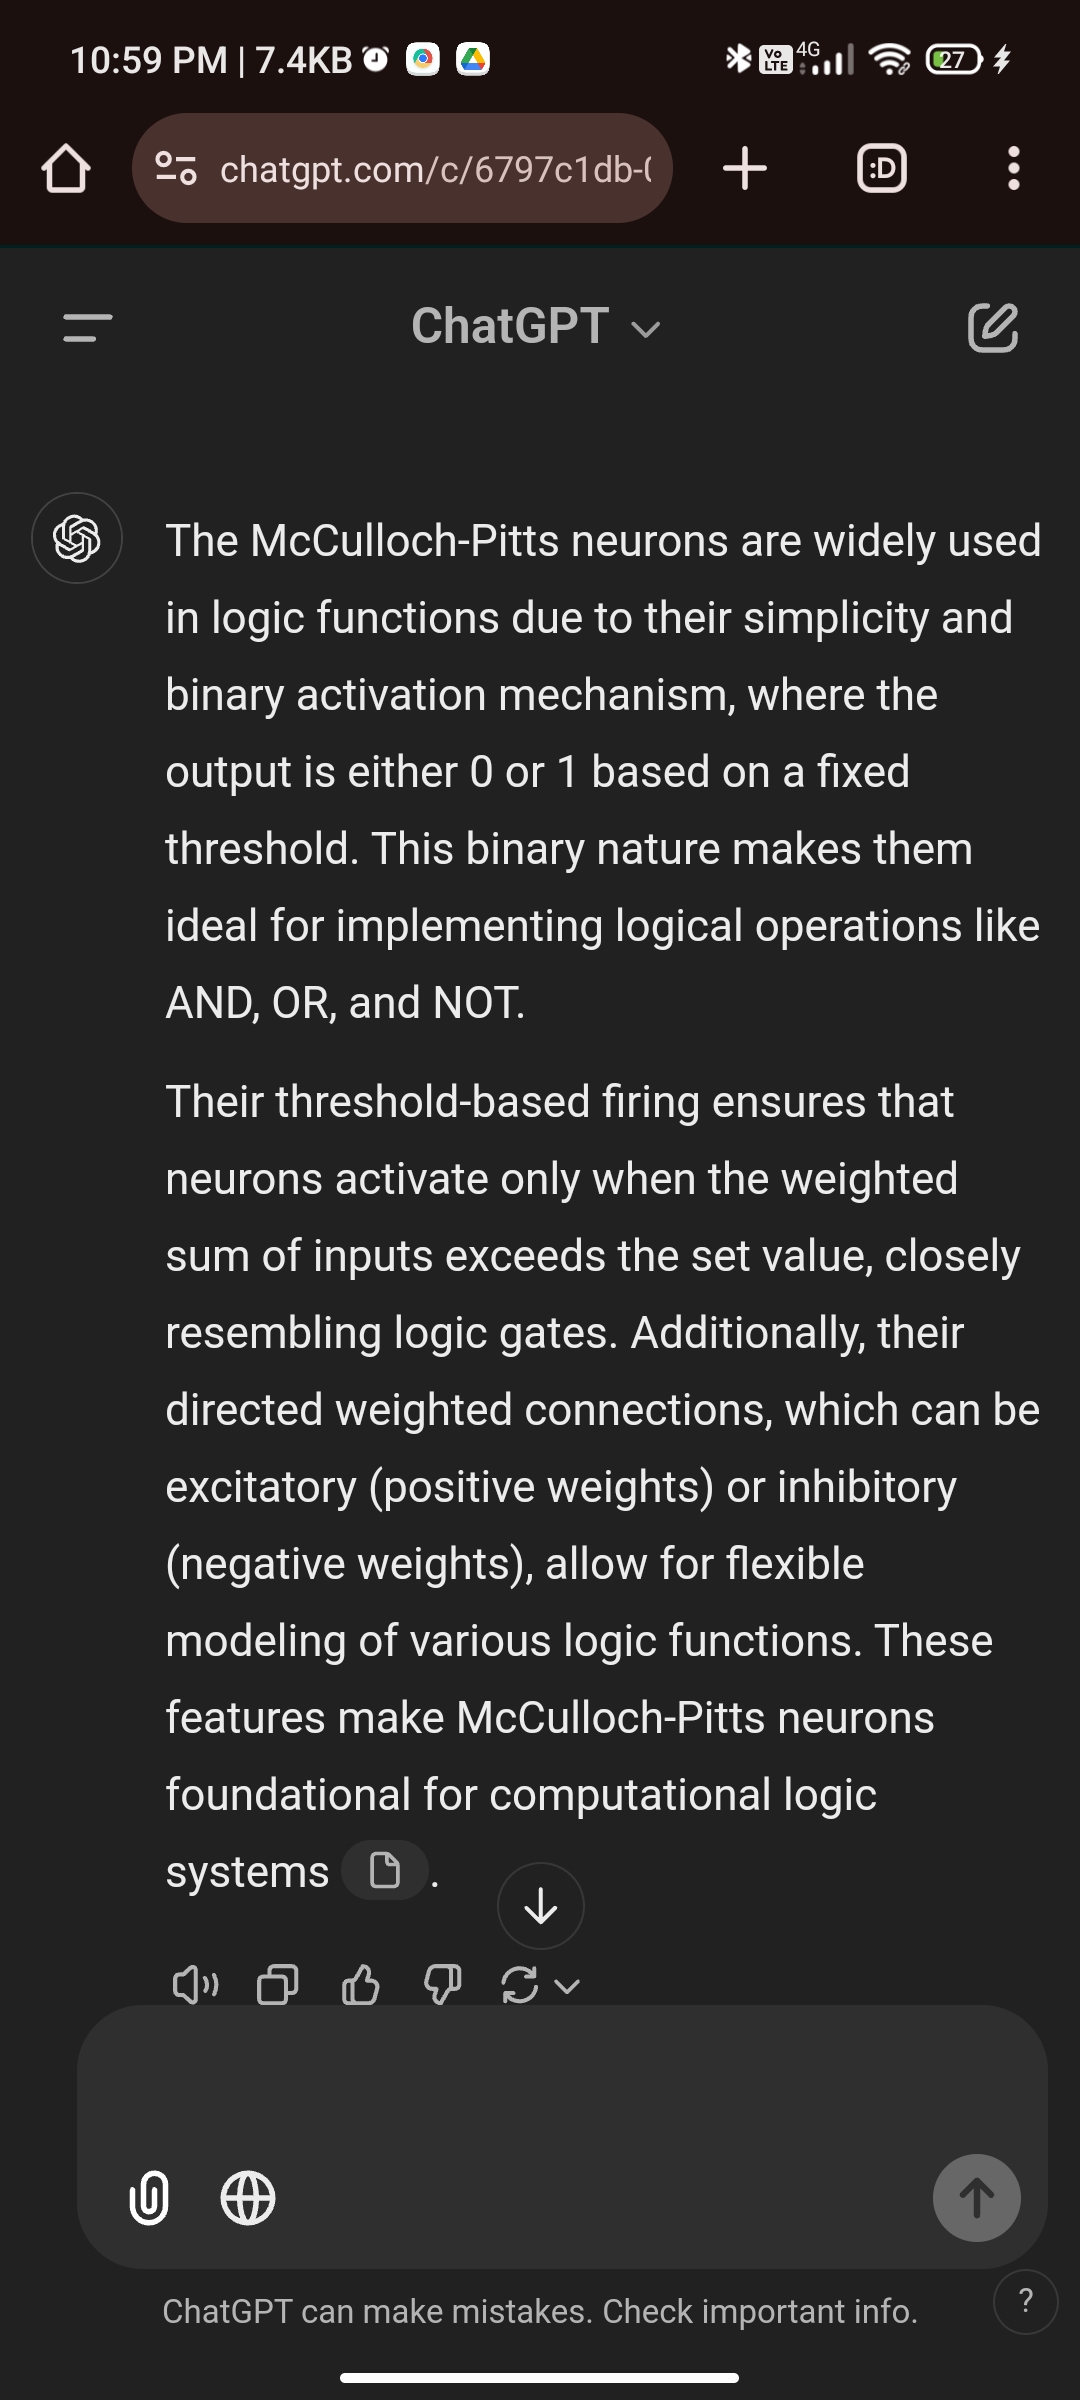 10:59 PM | 7.4KB
Vo LTE 4G 27
chatgpt.com/c/6797c1db-
:D
ChatGPT
The McCulloch-Pitts neurons are widely used
in logic functions due to their simplicity and
binary activation mechanism, where the
output is either 0 or 1 based on a fixed
threshold. This binary nature makes them
ideal for implementing logical operations like
AND, OR, and NOT.
Their threshold-based firing ensures that
neurons activate only when the weighted
sum of inputs exceeds the set value, closely
resembling logic gates. Additionally, their
directed weighted connections, which can be
excitatory (positive weights) or inhibitory
(negative weights), allow for flexible
modeling of various logic functions. These
features make McCulloch-Pitts neurons
foundational for computational logic
systems .
ChatGPT can make mistakes. Check important info.
?